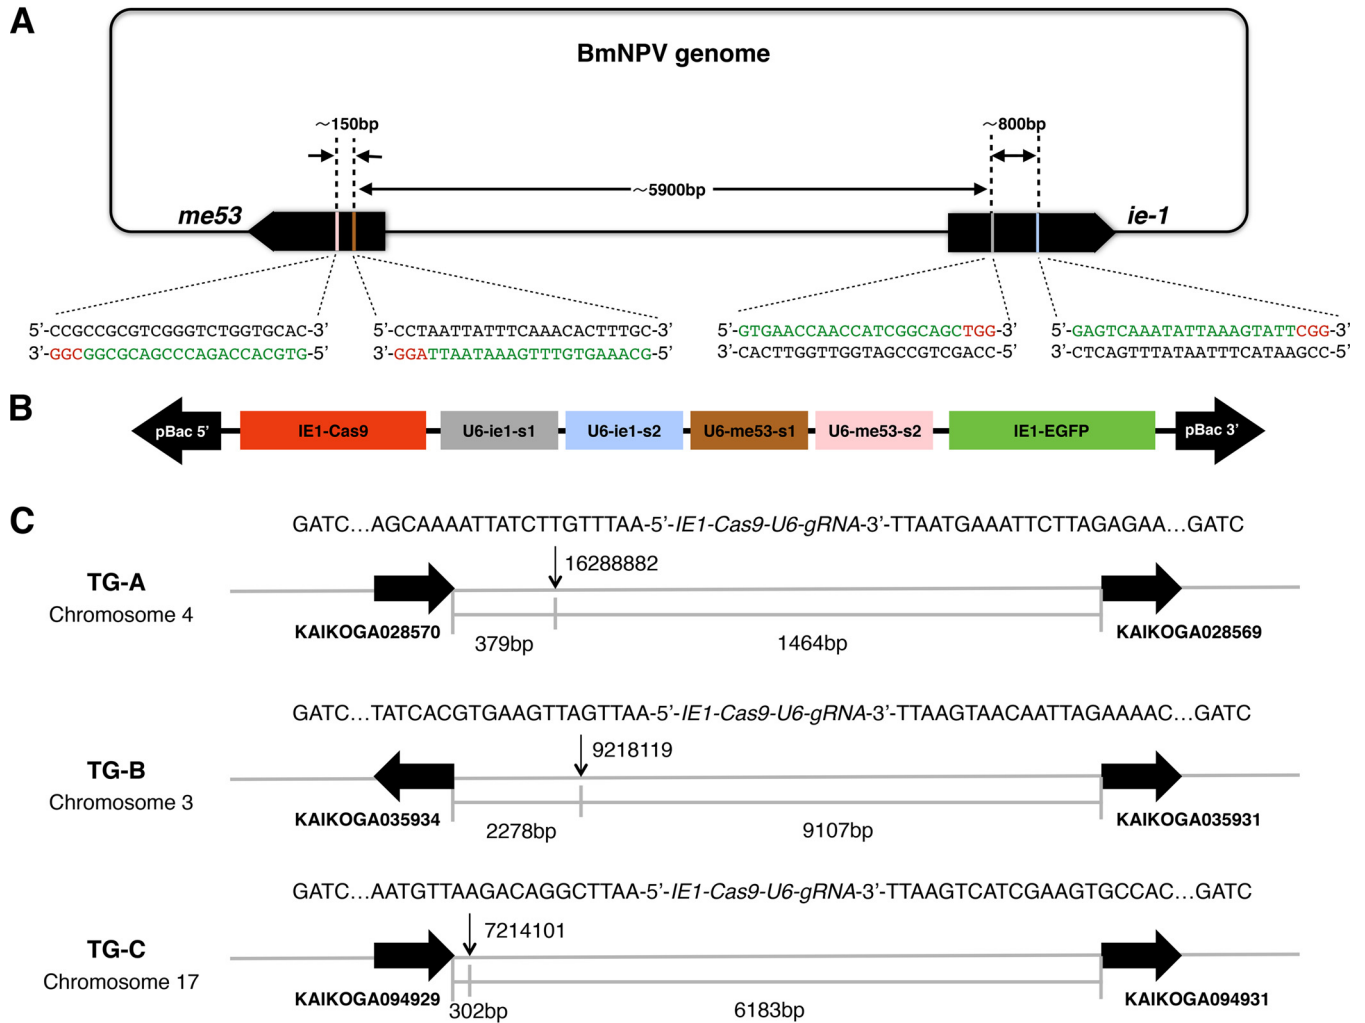 A
BmNPV genome
~150bp
~800bp
~5900bp
me53
ie-1
5’-CCGCCGCGTCGGGTCTGGTGCAC-3’
3’-GGCGGCGCAGCCCAGACCACGTG-5’
5’-CCTAATTATTTCAAACACTTTGC-3’
3’-GGATTAATAAAGTTTGTGAAACG-5’
5’-GTGAACCAACCATCGGCAGCTGG-3’
3’-CACTTGGTTGGTAGCCGTCGACC-5’
5’-GAGTCAAATATTAAAGTATTCGG-3’
3’-CTCAGTTTATAATTTCATAAGCC-5’
B
pBac 5’
IE1-Cas9
U6-ie1-s1
U6-ie1-s2
U6-me53-s1
U6-me53-s2
IE1-EGFP
pBac 3’
C
GATC...AGCAAAATTATCTTGTTTAA-5’-IE1-Cas9-U6-gRNA-3’-TTAATGAAATTCTTAGAGAA...GATC
16288882
TG-A
Chromosome 4
KAIKOGA028570
379bp
1464bp
KAIKOGA028569
GATC...TATCACGTGAAGTTAGTTAA-5’-IE1-Cas9-U6-gRNA-3’-TTAAGTAACAATTAGAAAAC...GATC
9218119
TG-B
Chromosome 3
KAIKOGA035934
2278bp
9107bp
KAIKOGA035931
GATC...AATGTTAAGACAGGCTTAA-5’-IE1-Cas9-U6-gRNA-3’-TTAAGTCATCGAAGTGCCAC...GATC
7214101
TG-C
Chromosome 17
KAIKOGA094929
302bp
6183bp
KAIKOGA094931